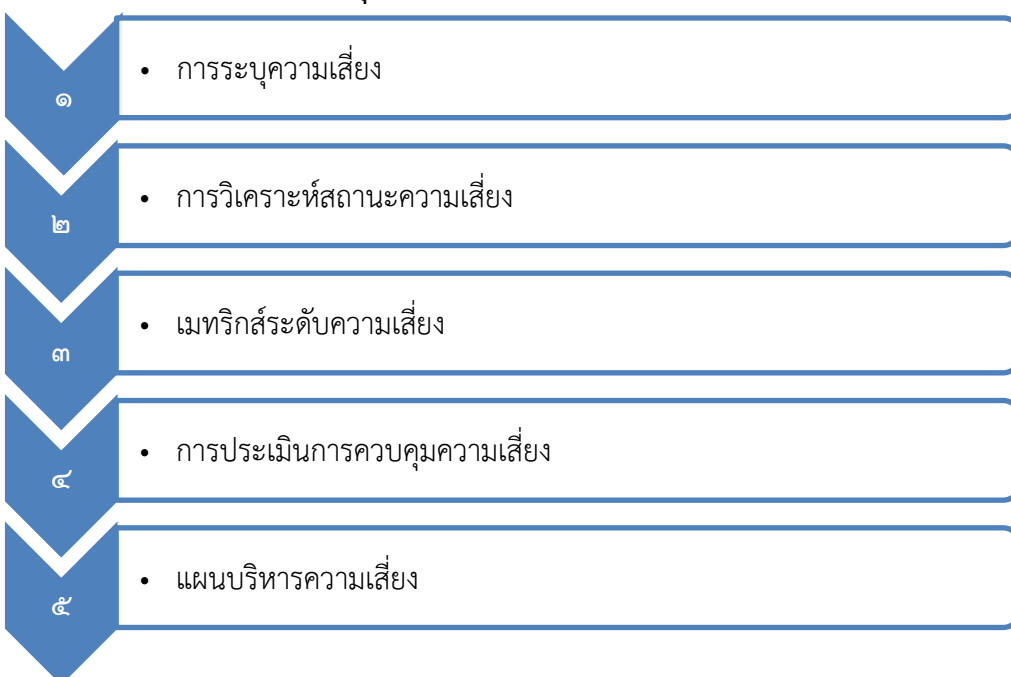 ๑
• การระบุความเสี่ยง
๒
• การวิเคราะห์สถานะความเสี่ยง
๓
• เมทริกส์ระดับความเสี่ยง
๔
• การประเมินการควบคุมความเสี่ยง
๕
• แผนบริหารความเสี่ยง